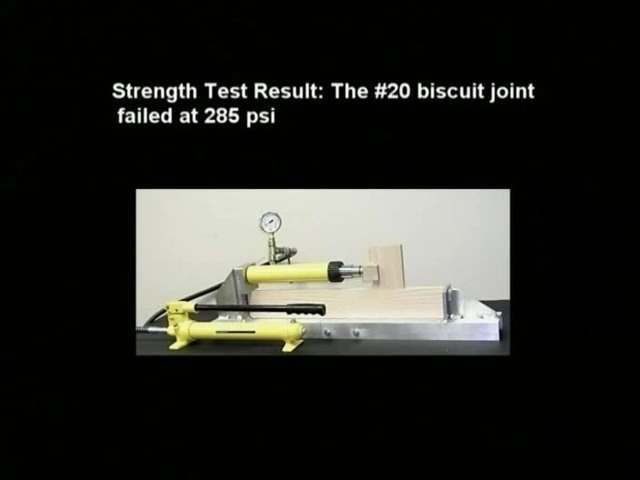 Strength Test Result: The #20 biscuit joint
failed at 285 psi